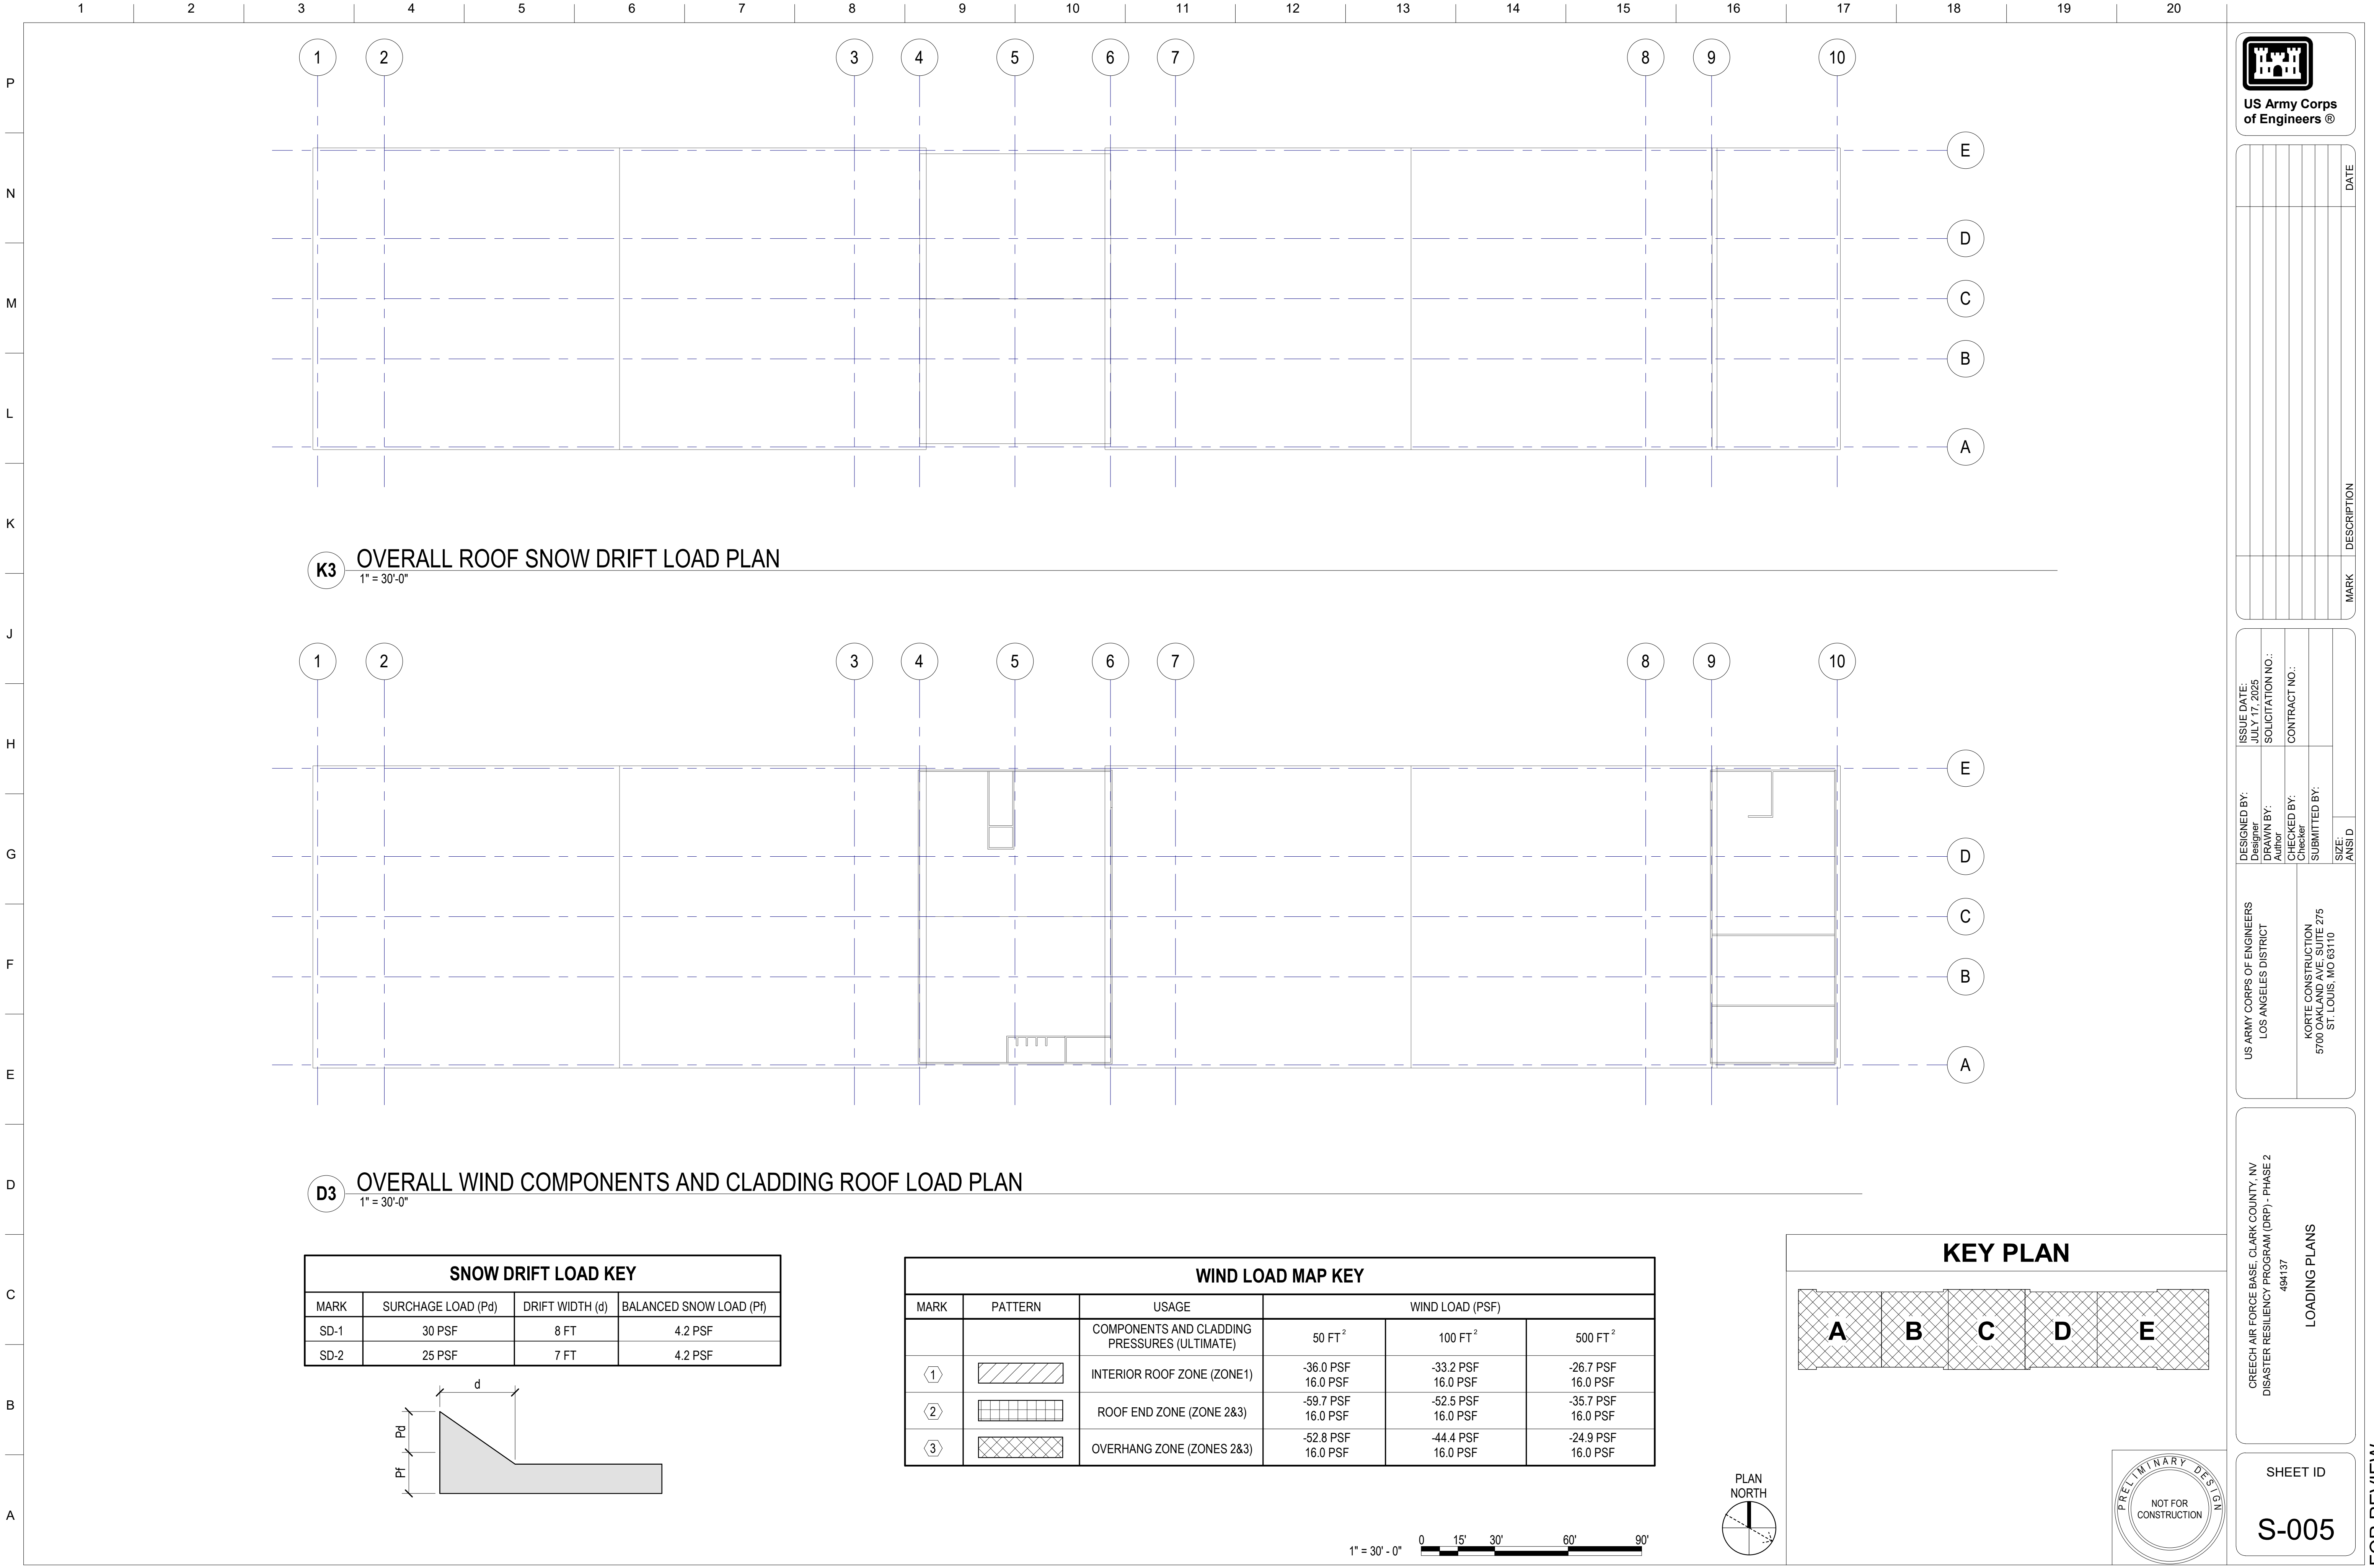 1 2 3 4 5 6 7 8 9 10 11 12 13 14 15 16 17 18 19 20
P
N
M
L
K
J
H
G
F
E
D
C
B
A
1 2 3 4 5 6 7 8 9 10
E
D
C
B
A
K3 OVERALL ROOF SNOW DRIFT LOAD PLAN
1" = 30'-0"
1 2 3 4 5 6 7 8 9 10
E
D
C
B
A
D3 OVERALL WIND COMPONENTS AND CLADDING ROOF LOAD PLAN
1" = 30'-0"
SNOW DRIFT LOAD KEY
MARK SURCHAGE LOAD (Pd) DRIFT WIDTH (d) BALANCED SNOW LOAD (Pf)
SD-1 30 PSF 8 FT 4.2 PSF
SD-2 25 PSF 7 FT 4.2 PSF
d
Pd
Pf
WIND LOAD MAP KEY
MARK PATTERN USAGE WIND LOAD (PSF)
COMPONENTS AND CLADDING
PRESSURES (ULTIMATE) 50 FT² 100 FT² 500 FT²
1 INTERIOR ROOF ZONE (ZONE1) -36.0 PSF -33.2 PSF -26.7 PSF
16.0 PSF 16.0 PSF 16.0 PSF
2 ROOF END ZONE (ZONE 2&3) -59.7 PSF -52.5 PSF -35.7 PSF
16.0 PSF 16.0 PSF 16.0 PSF
3 OVERHANG ZONE (ZONES 2&3) -52.8 PSF -44.4 PSF -24.9 PSF
16.0 PSF 16.0 PSF 16.0 PSF
1" = 30' - 0" 0 15' 30' 60' 90'
PLAN
NORTH
KEY PLAN
A B C D E
PRELIMINARY DESIGN
NOT FOR
CONSTRUCTION
US Army Corps
of Engineers ®
DATE
DESCRIPTION
MARK
ISSUE DATE:
JULY 17, 2025
SOLICITATION NO.:
CONTRACT NO.:
DESIGNED BY:
Designer
DRAWN BY:
Author
CHECKED BY:
Checker
SUBMITTED BY:
SIZE:
ANSI D
US ARMY CORPS OF ENGINEERS
LOS ANGELES DISTRICT
KORTE CONSTRUCTION
5700 OAKLAND AVE, SUITE 275
ST. LOUIS, MO 63110
CREECH AIR FORCE BASE, CLARK COUNTY, NV
DISASTER RESILIENCY PROGRAM (DRP) - PHASE 2
494137
LOADING PLANS
SHEET ID
S-005